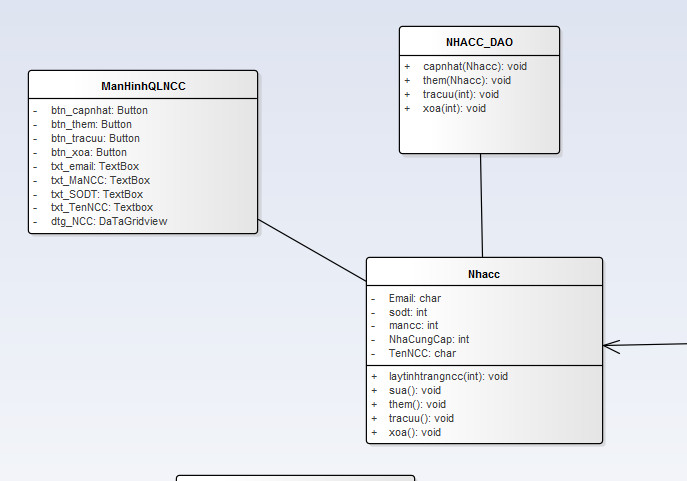 NHACC_DAO
+ capnhat(Nhacc): void
+ them(Nhacc): void
+ tracuu(int): void
+ xoa(int): void
ManHinhQLNCC
- btn_capnhat: Button
- btn_them: Button
- btn_tracuu: Button
- btn_xoa: Button
- txt_email: TextBox
- txt_MaNCC: TextBox
- txt_SODT: TextBox
- txt_TenNCC: Textbox
- dtg_NCC: DaTaGridview
Nhacc
- Email: char
- sodt: int
- mancc: int
- NhaCungCap: int
- TenNCC: char
+ laytinhtrangncc(int): void
+ sua(): void
+ them(): void
+ tracuu(): void
+ xoa(): void